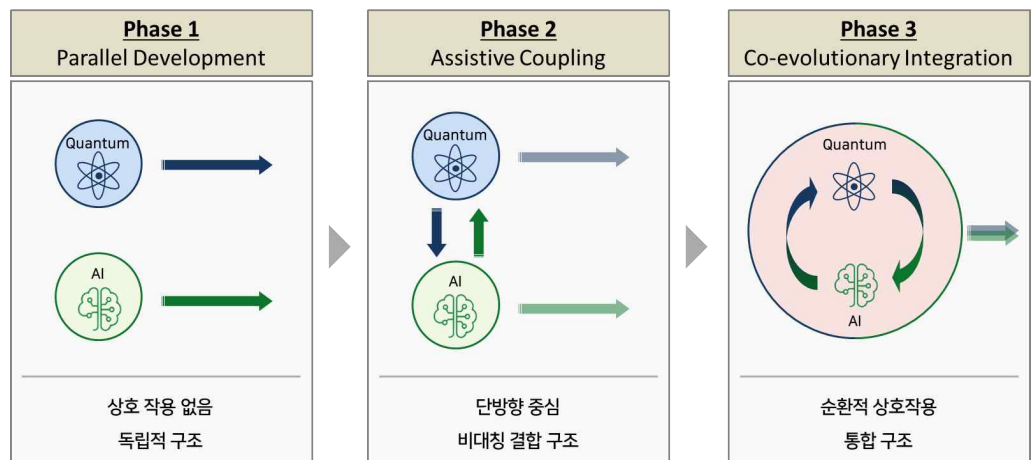 Phase 1
Parallel Development
Quantum
AI
상호 작용 없음
독립적 구조
Phase 2
Assistive Coupling
Quantum
AI
단방향 중심
비대칭 결합 구조
Phase 3
Co-evolutionary Integration
Quantum
AI
순환적 상호작용
통합 구조